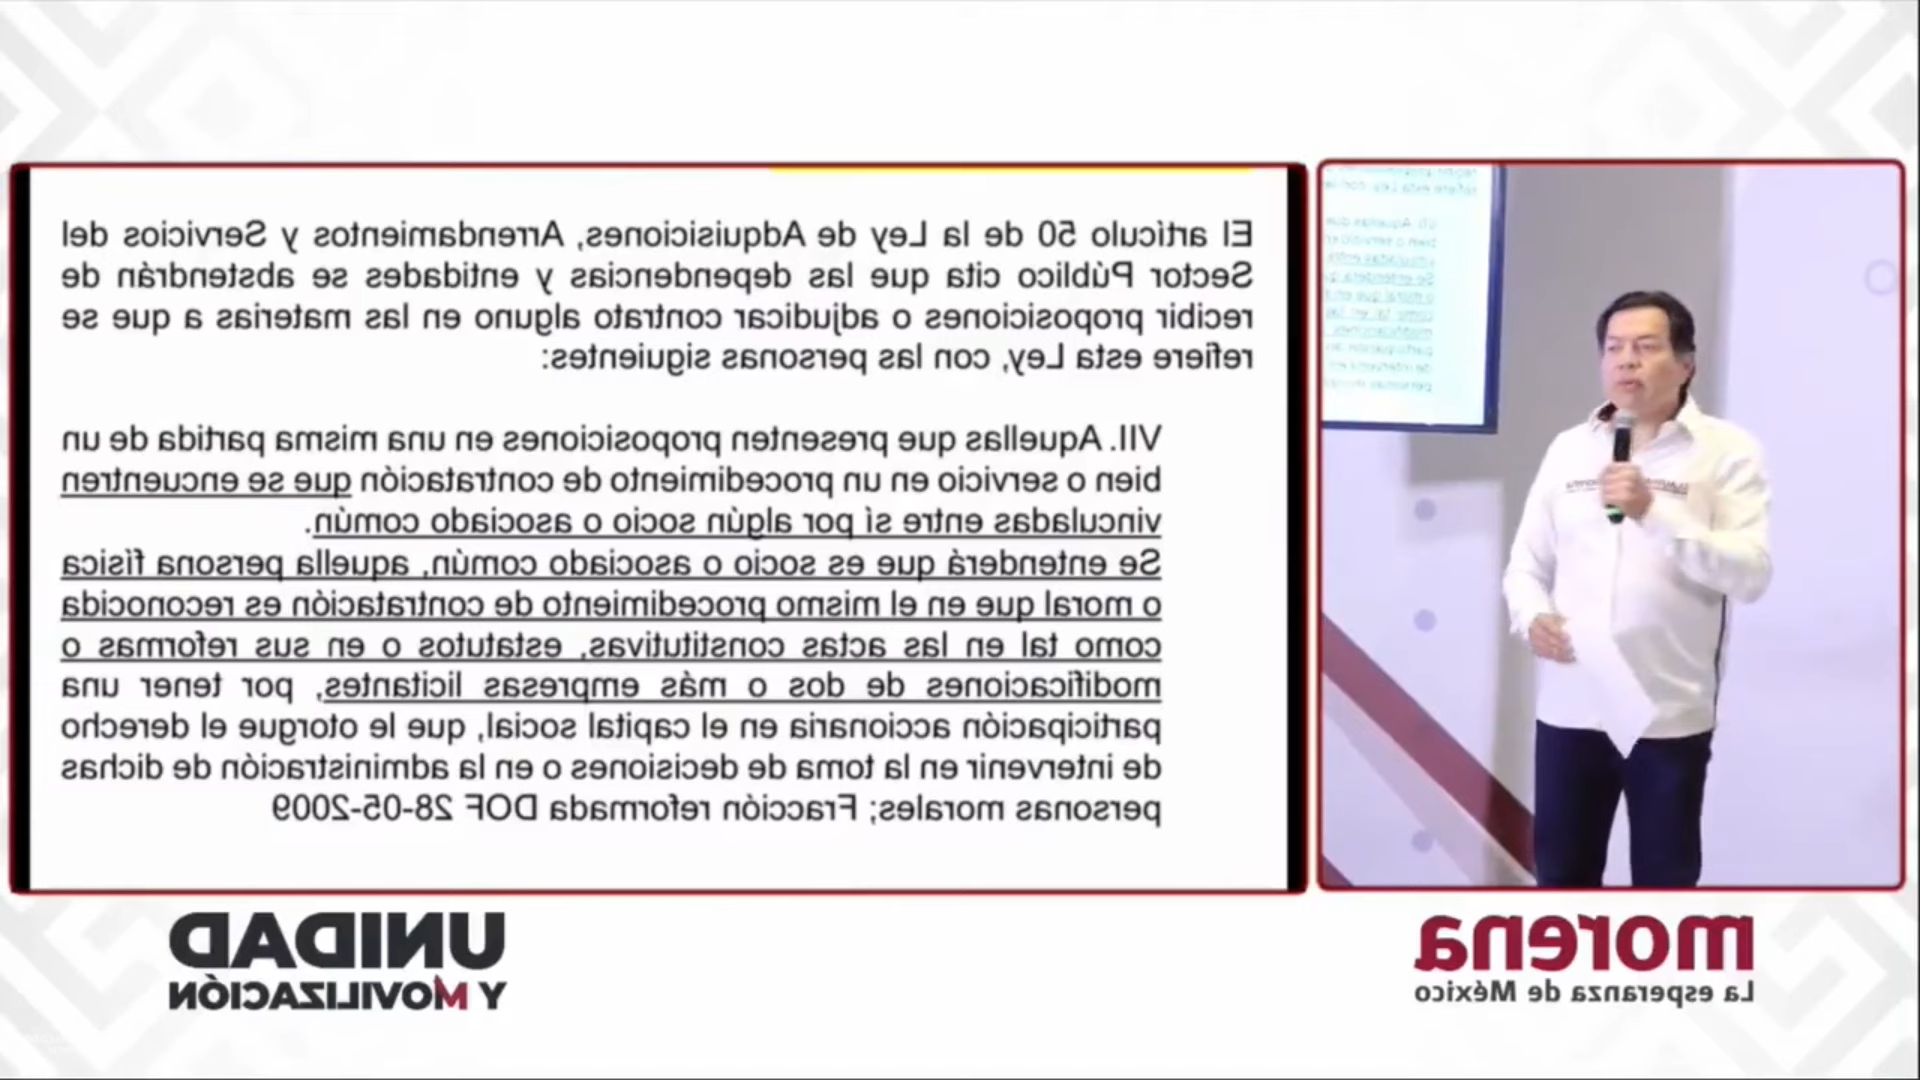 El artículo 50 de la Ley de Adquisiciones, Arrendamientos y Servicios del
Sector Público cita que las dependencias y entidades se abstendrán de
recibir proposiciones o adjudicar contrato alguno en las materias a que se
refiere esta Ley, con las personas siguientes:
VII. Aquellas que presenten proposiciones en una misma partida de un
bien o servicio en un procedimiento de contratación que se encuentren
vinculadas entre sí por algún socio o asociado común.
Se entenderá que es socio o asociado común, aquella persona física
o moral que en el mismo procedimiento de contratación es reconocida
como tal en las actas constitutivas, estatutos o en sus reformas o
modificaciones de dos o más empresas licitantes, por tener una
participación accionaria en el capital social, que le otorgue el derecho
de intervenir en la toma de decisiones o en la administración de dichas
personas morales; Fracción reformada DOF 28-05-2009
refiere esta Ley, con
VII. Aquellas que
UNIDAD
Y MOVILIZACIÓN
morena
La esperanza de México